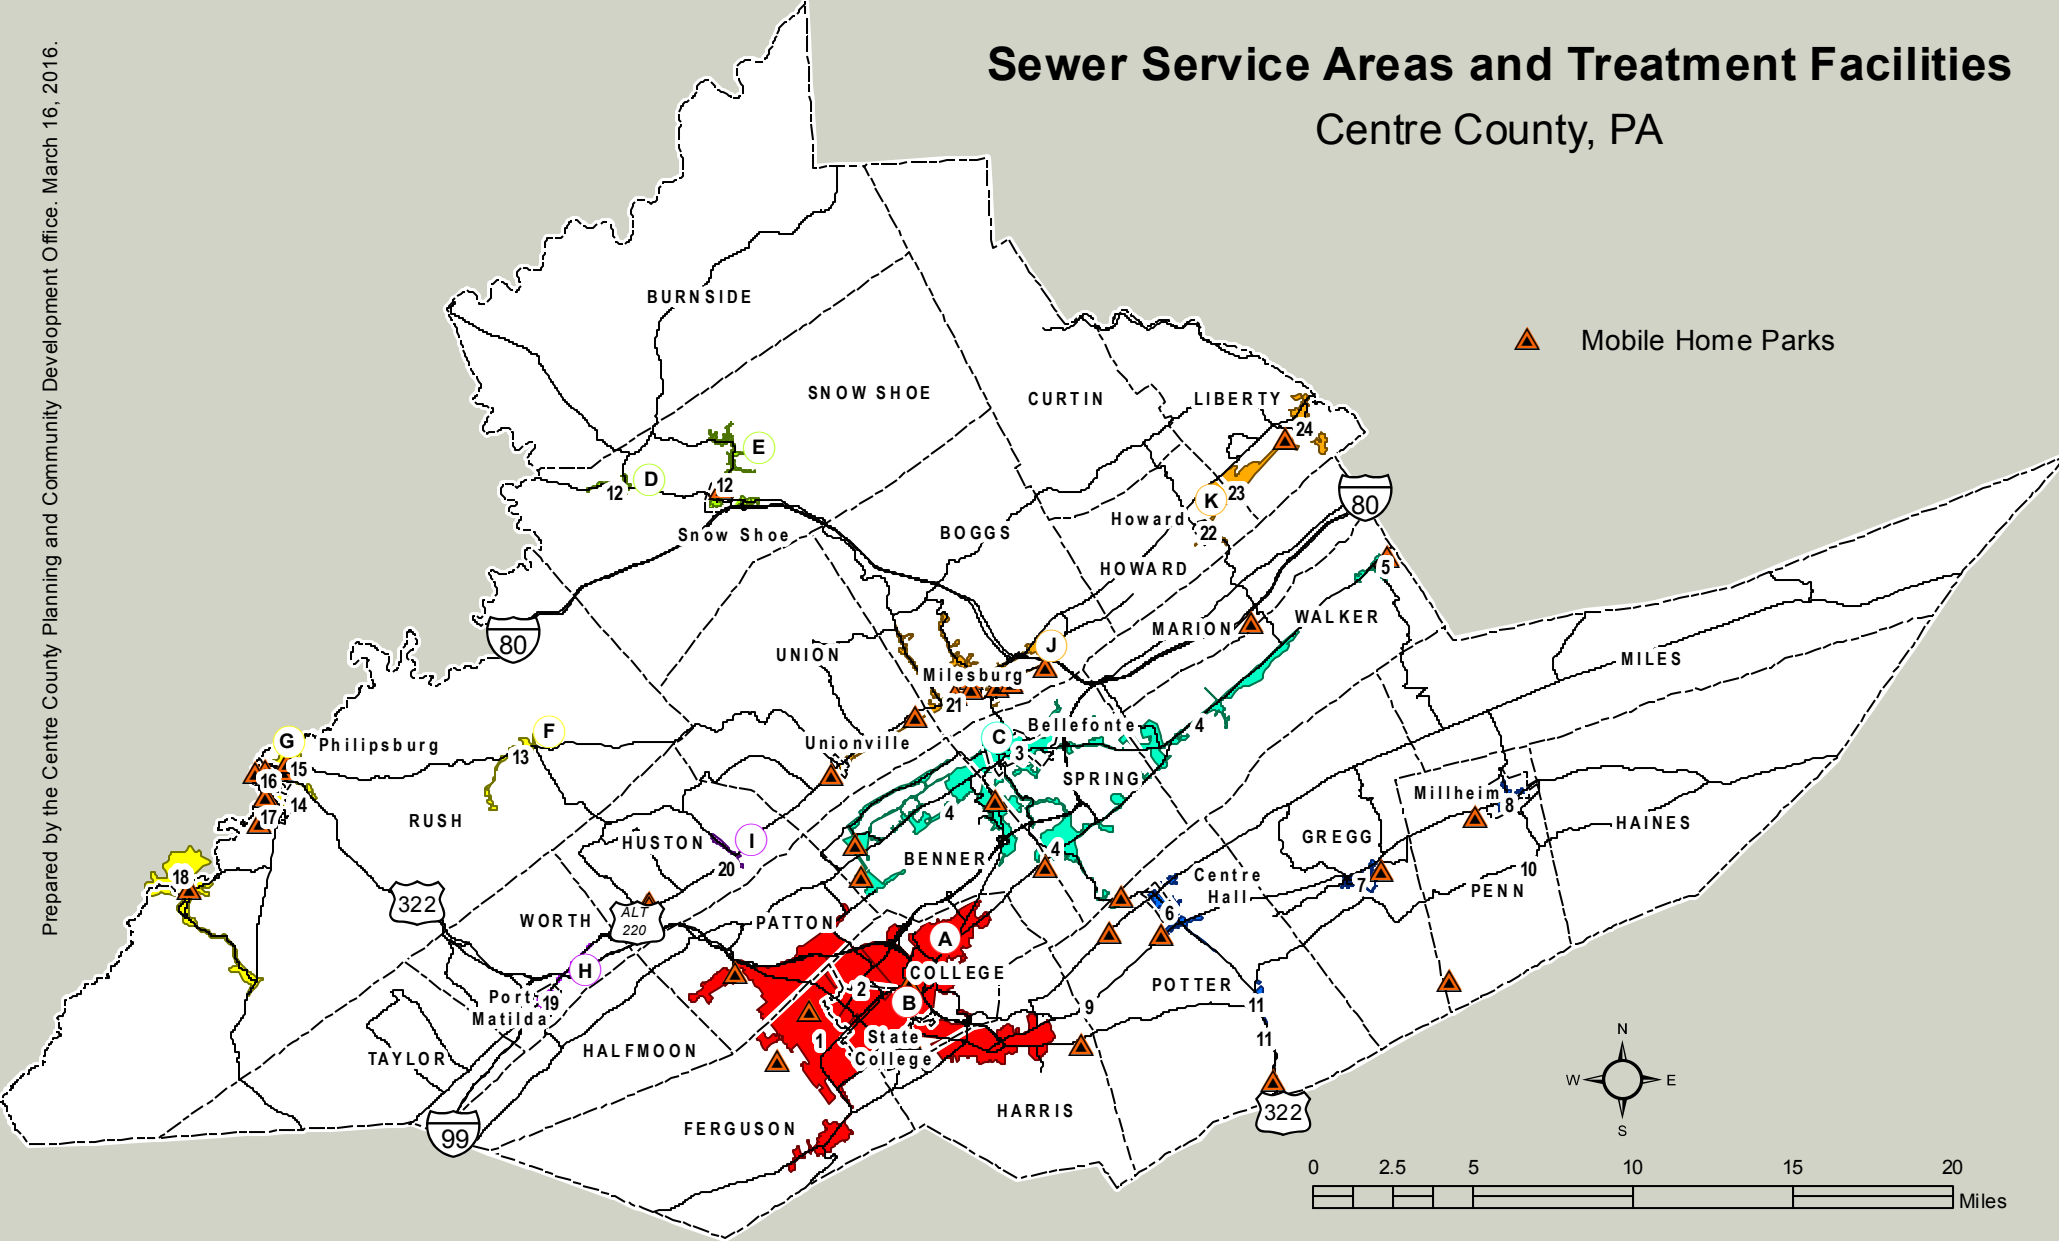 Sewer Service Areas and Treatment Facilities
Centre County, PA
Prepared by the Centre County Planning and Community Development Office. March 16, 2016.
BURNSIDE
Mobile Home Parks
SNOW SHOE
CURTIN
LIBERTY
24
E
D
12
12
23
K
80
Snow Shoe
Howard
22
BOGGS
HOWARD
5
80
WALKER
MARION
UNION
J
MILES
Milesburg
21
Bellefonte
4
G
Philipsburg
F
13
Unionville
C
3
15
16
SPRING
14
17
RUSH
4
Millheim
8
HUSTON
I
20
GREGG
HAINES
BENNER
4
10
18
Centre
Hall
7
PENN
322
ALT
220
WORTH
PATTON
6
A
H
COLLEGE
POTTER
Port
Matilda
19
2
B
9
11
State
College
1
11
TAYLOR
HALFMOON
N
W
E
S
HARRIS
322
99
FERGUSON
0
2.5
5
10
15
20
Miles